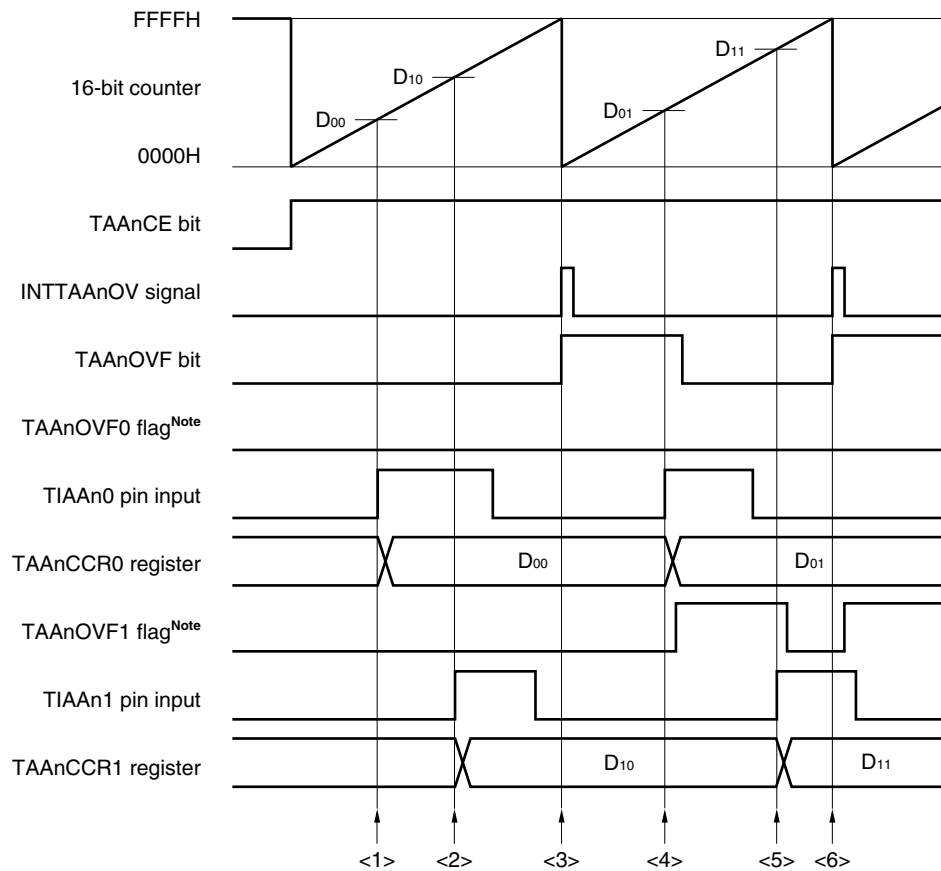 FFFFH
D11
D10
16-bit counter
D01
D00
0000H
TAAnCE bit
INTTAAnOV signal
TAAnOVF bit
TAAnOVF0 flagNote
TIAAn0 pin input
TAAnCCR0 register D00 D01
TAAnOVF1 flagNote
TIAAn1 pin input
TAAnCCR1 register D10 D11
<1> <2> <3> <4> <5> <6>